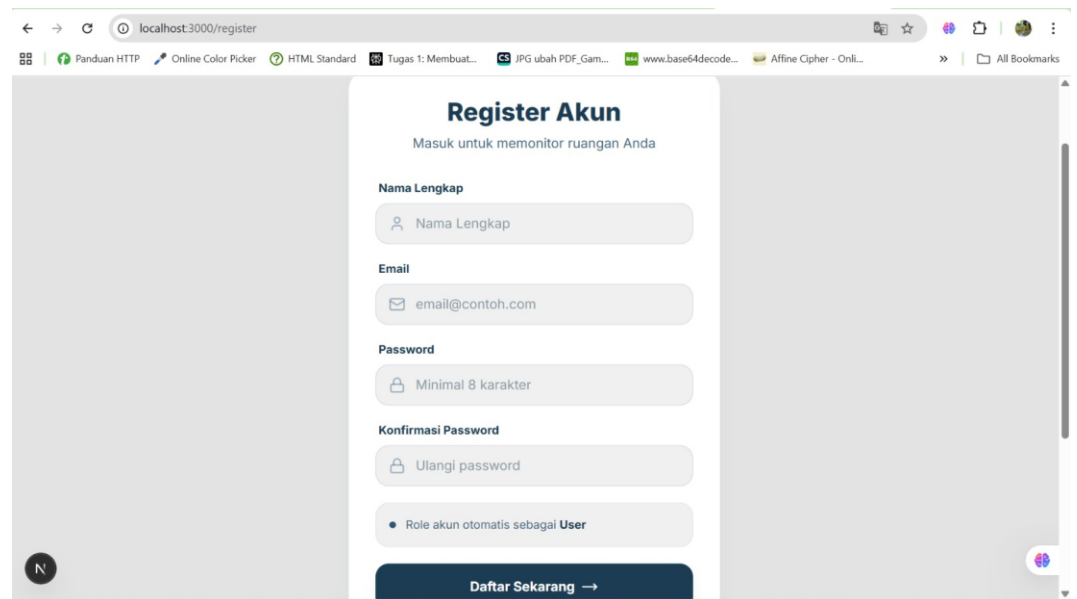 localhost:3000/register
Panduan HTTP Online Color Picker HTML Standard Tugas 1: Membuat... CS JPG ubah PDF_Gam... B64 www.base64decode... Affine Cipher - Onli... » All Bookmarks
Register Akun
Masuk untuk memonitor ruangan Anda
Nama Lengkap
Nama Lengkap
Email
email@contoh.com
Password
Minimal 8 karakter
Konfirmasi Password
Ulangi password
• Role akun otomatis sebagai User
N
Daftar Sekarang →